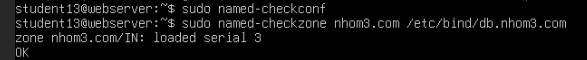 student13@webserver:~$ sudo named-checkconf
student13@webserver:~$ sudo named-checkzone nhom3.com /etc/bind/db.nhom3.com
zone nhom3.com/IN: loaded serial 3
OK